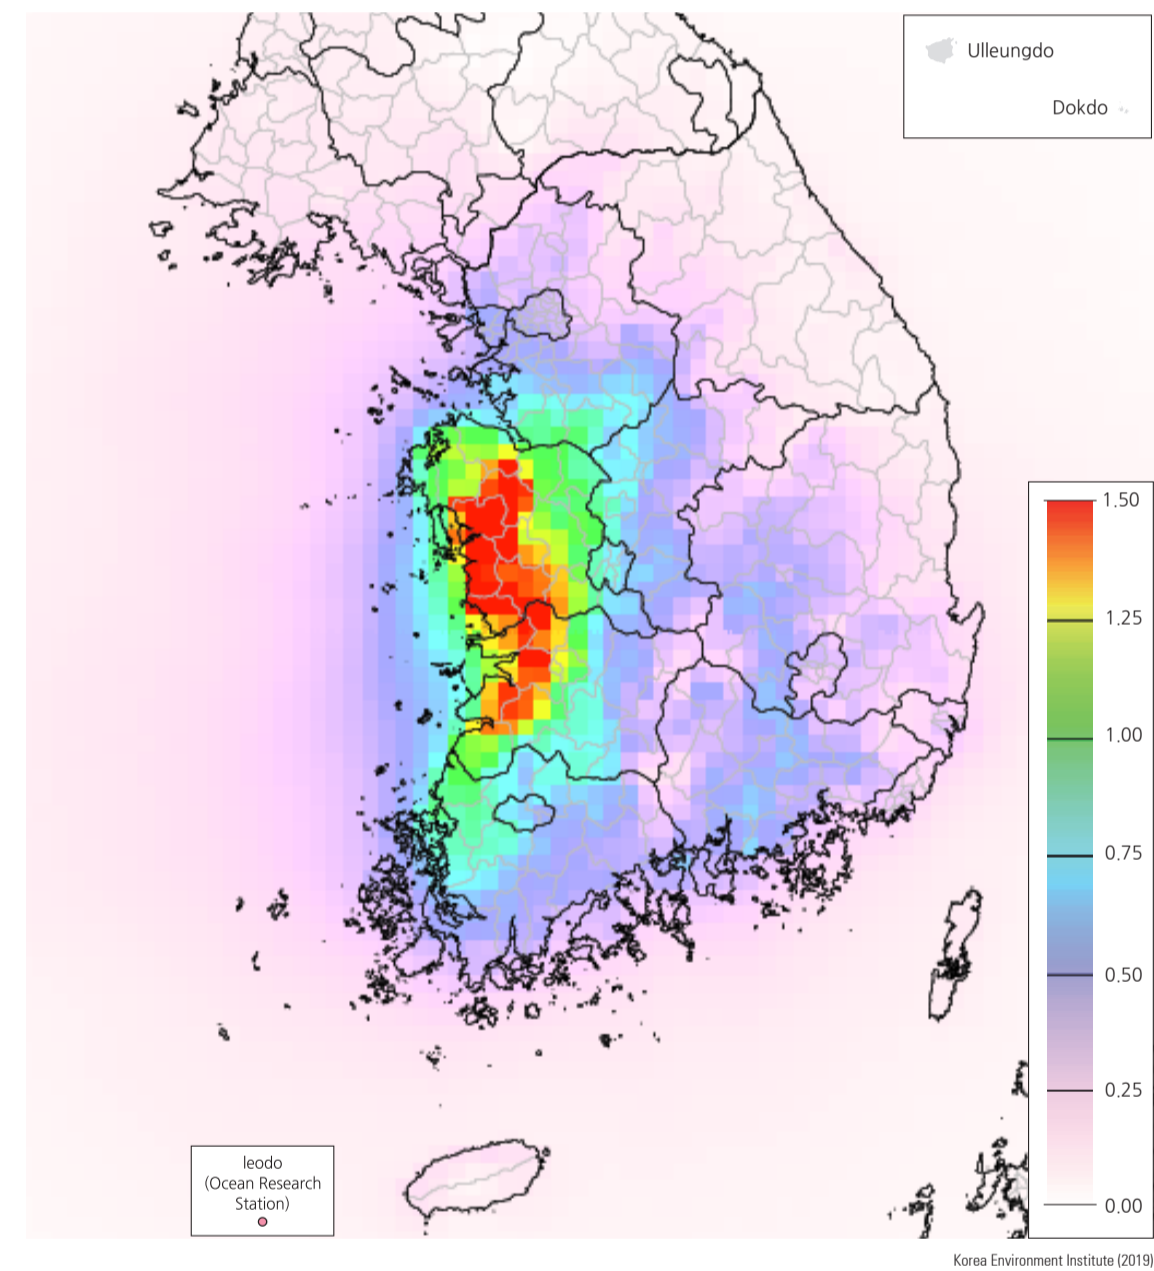 Ulleungdo
Dokdo
1.50
1.25
1.00
0.75
0.50
0.25
0.00
Ieodo
(Ocean Research
Station)
Korea Environment Institute (2019)